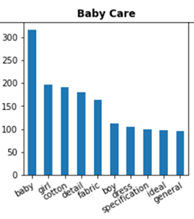 Baby Care
300
250
200
150
100
50
0
baby
girl
cotton
detail
fabric
boy
dress
specification
ideal
general